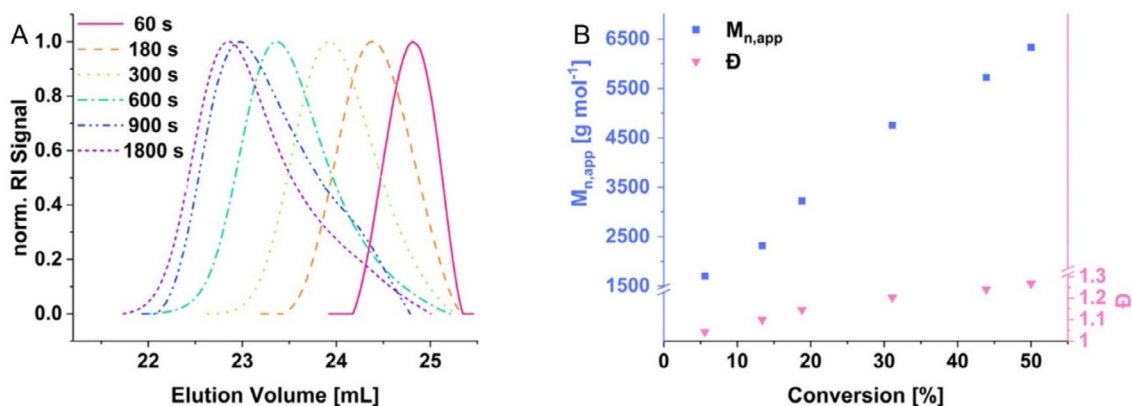 A
60 s
180 s
300 s
600 s
900 s
1800 s
norm. RI Signal
1.0
0.8
0.6
0.4
0.2
0.0
22 23 24 25
Elution Volume [mL]
B
Mn,app
Đ
Mn,app [g mol-1]
6500
5500
4500
3500
2500
1500
1.3
1.2
1.1
1
Đ
0 10 20 30 40 50
Conversion [%]